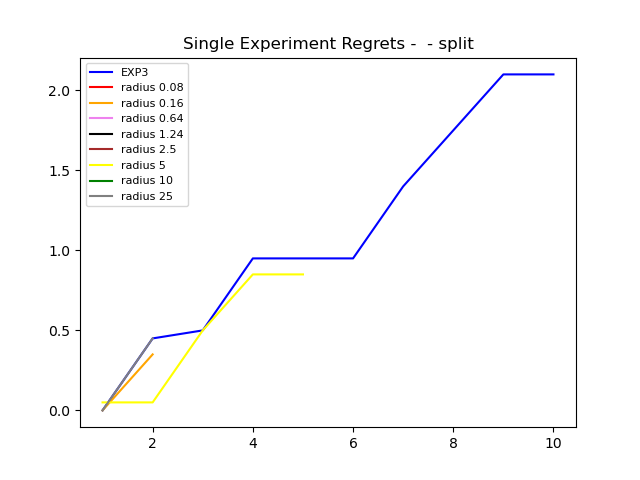 Single Experiment Regrets -  - split
EXP3
radius 0.08
radius 0.16
radius 0.64
radius 1.24
radius 2.5
radius 5
radius 10
radius 25
2.0
1.5
1.0
0.5
0.0
2 4 6 8 10